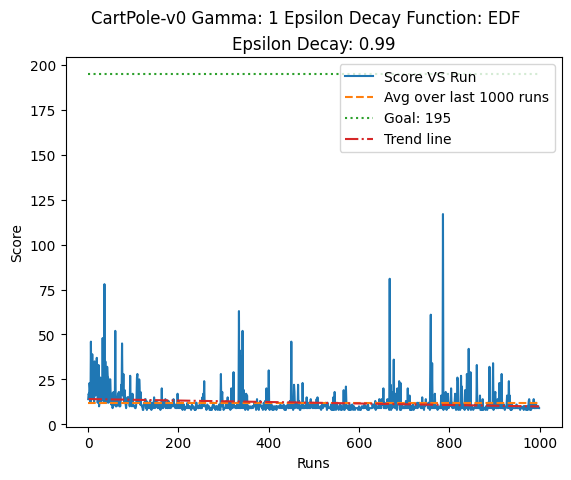 CartPole-v0 Gamma: 1 Epsilon Decay Function: EDF
Epsilon Decay: 0.99
200
175
150
125
100
75
50
25
0
Score
Score VS Run
Avg over last 1000 runs
Goal: 195
Trend line
0 200 400 600 800 1000
Runs